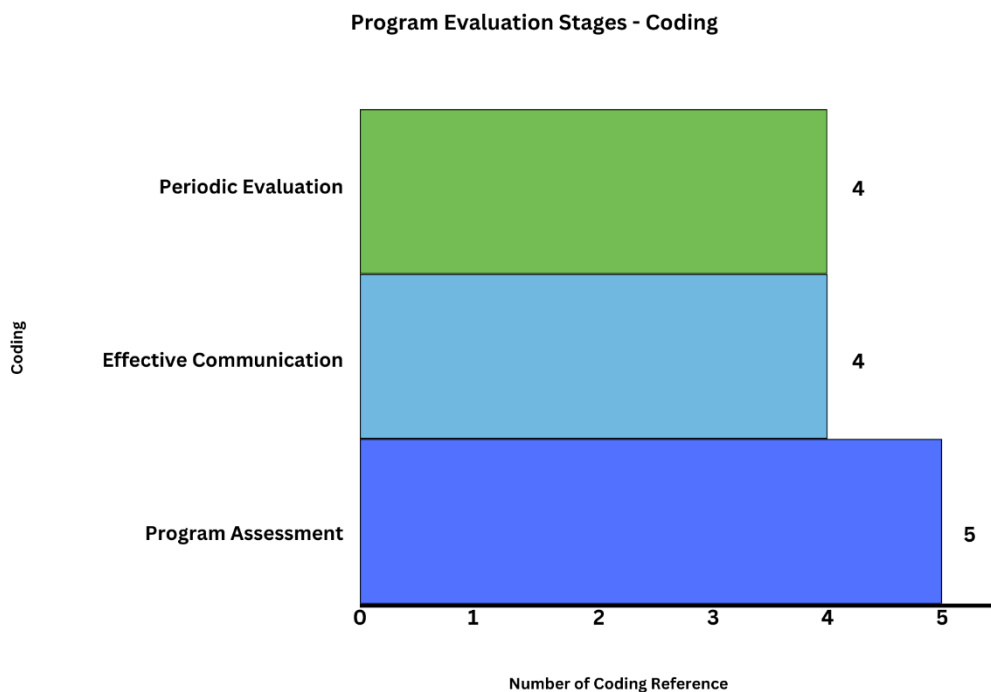 Program Evaluation Stages - Coding
Periodic Evaluation
4
Effective Communication
4
Coding
Program Assessment
5
0 1 2 3 4 5
Number of Coding Reference